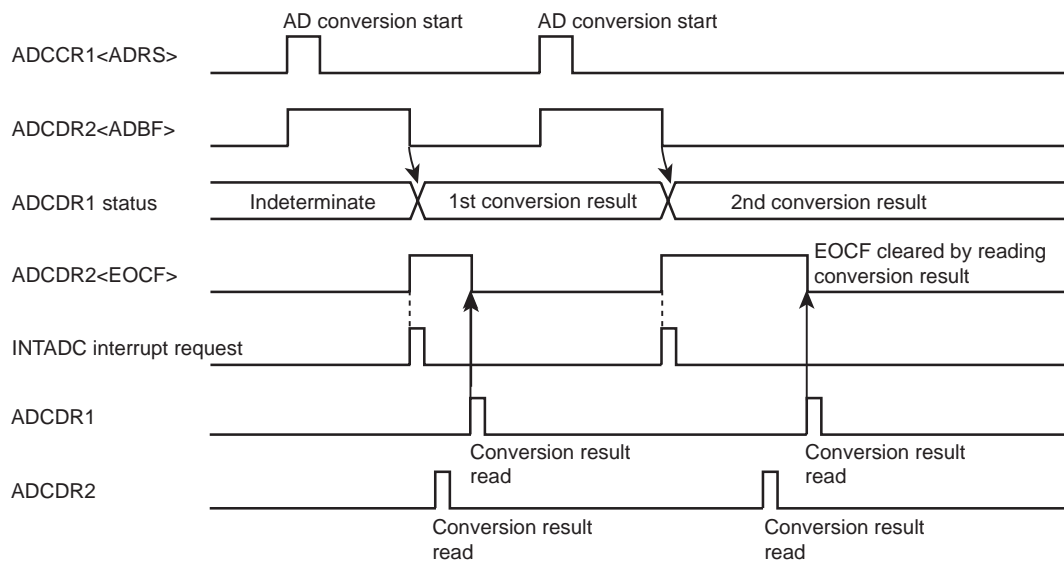 AD conversion start
AD conversion start
ADCCR1<ADRS>
ADCDR2<ADBF>
ADCDR1 status
Indeterminate
1st conversion result
2nd conversion result
ADCDR2<EOCF>
EOCF cleared by reading
conversion result
INTADC interrupt request
ADCDR1
Conversion result
read
Conversion result
read
ADCDR2
Conversion result
read
Conversion result
read